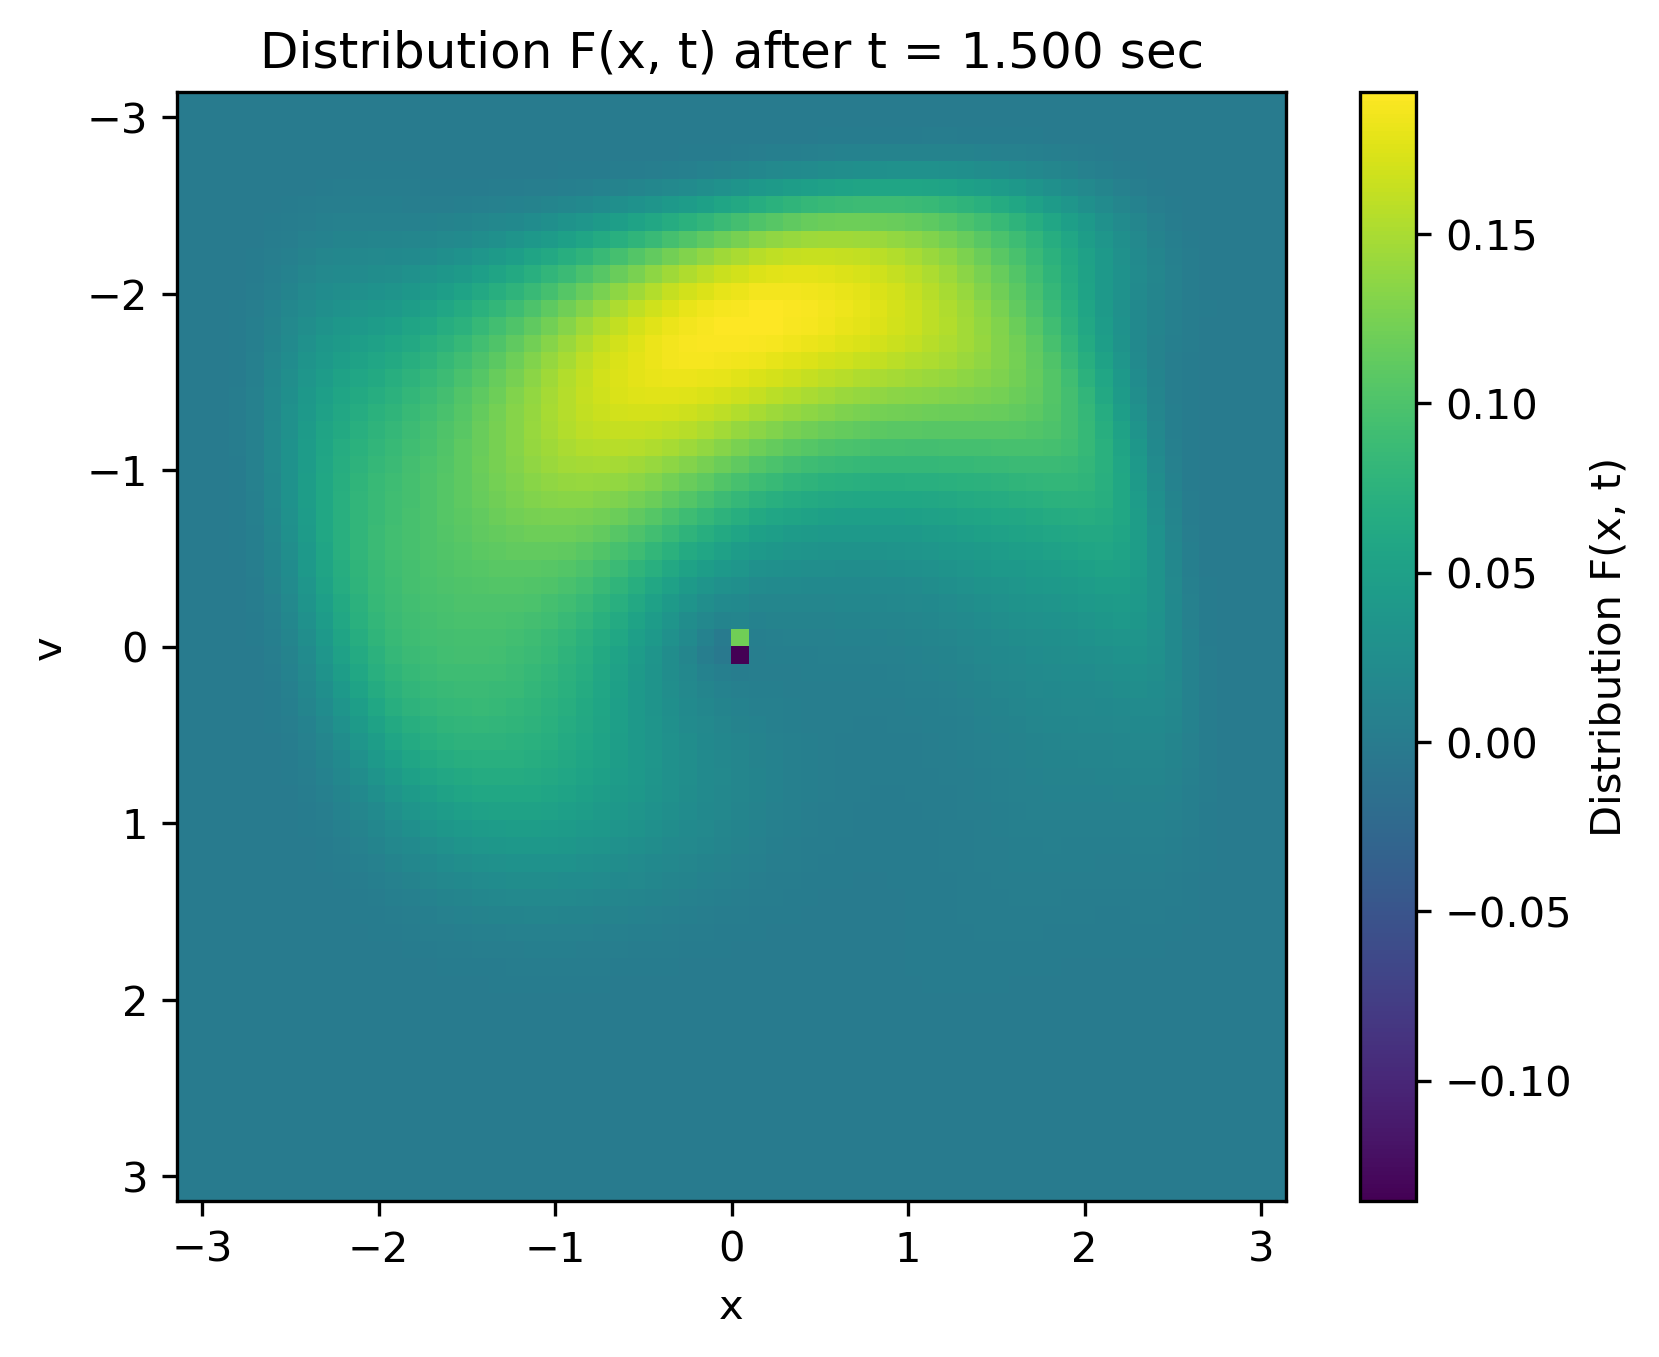 Distribution F(x, t) after t = 1.500 sec
−3
−2
−1
0
1
2
3
v
−3 −2 −1 0 1 2 3
x
0.15
0.10
0.05
0.00
−0.05
−0.10
Distribution F(x, t)